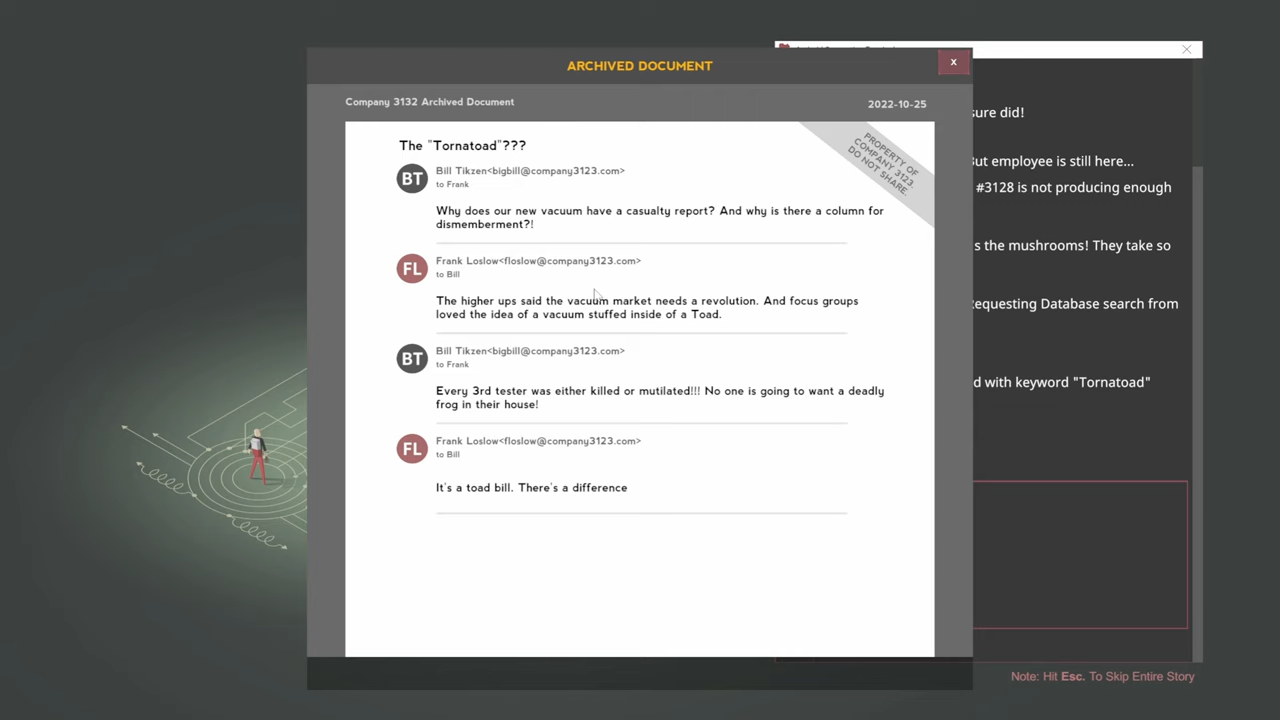 ARCHIVED DOCUMENT
x
Company 3132 Archived Document
2022-10-25
PROPERTY OF
COMPANY 3123.
DO NOT SHARE.
The "Tornatoad"???
BT
Bill Tikzen<bigbill@company3123.com>
to Frank
Why does our new vacuum have a casualty report? And why is there a column for
dismemberment?!
FL
Frank Loslow<floslow@company3123.com>
to Bill
The higher ups said the vacuum market needs a revolution. And focus groups
loved the idea of a vacuum stuffed inside of a Toad.
BT
Bill Tikzen<bigbill@company3123.com>
to Frank
Every 3rd tester was either killed or mutilated!!! No one is going to want a deadly
frog in their house!
FL
Frank Loslow<floslow@company3123.com>
to Bill
It's a toad bill. There's a difference
sure did!
But employee is still here...
#3128 is not producing enough
s the mushrooms! They take so
equesting Database search from
d with keyword "Tornatoad"
Note: Hit Esc. To Skip Entire Story